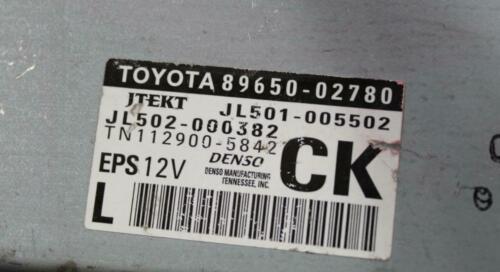 TOYOTA 89650-02780
JTEKT JL501-005502
JL502-000382
TN112900-5842
DENSO CK
EPS 12V DENSO MANUFACTURING
TENNESSEE, INC.
L